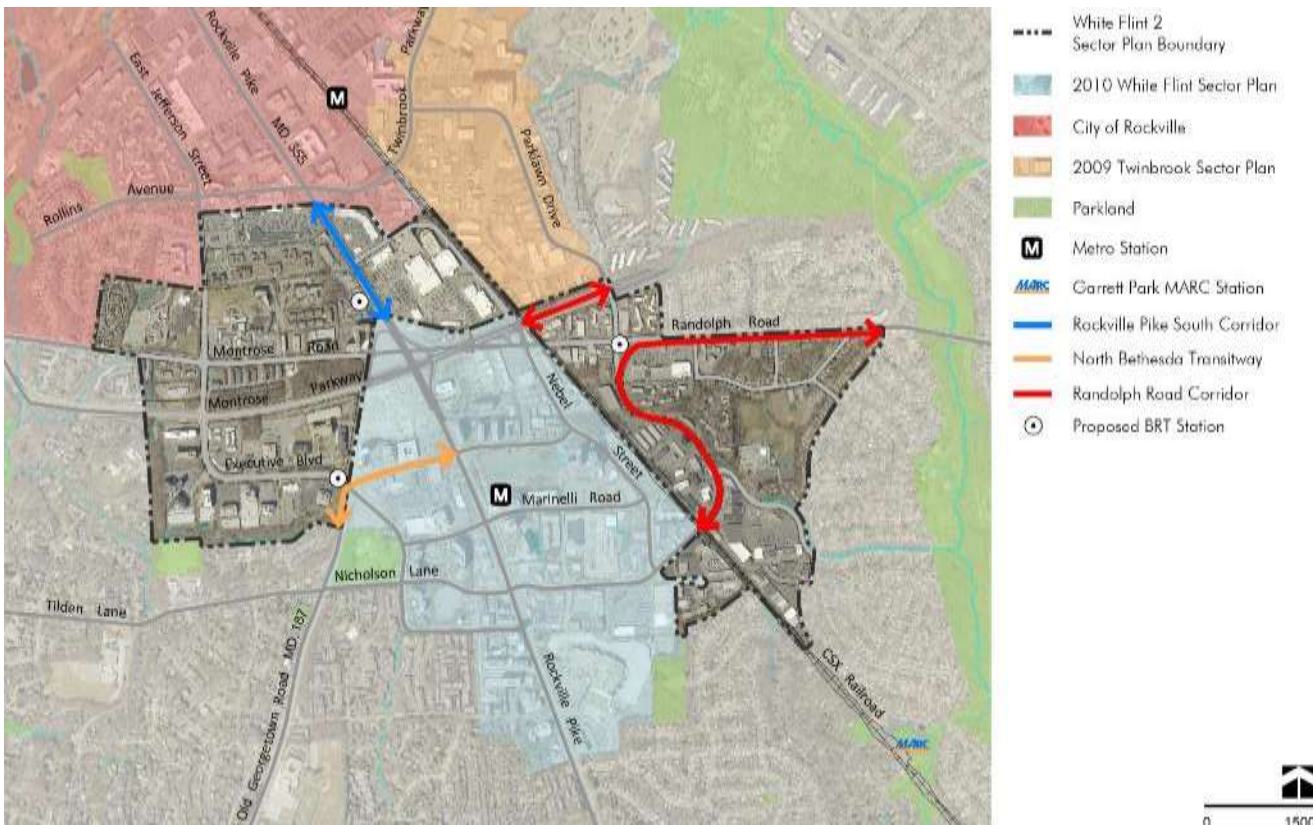 Rockville Pike MD 355
East Jefferson Street
Parkway
Twinbrook
Parklawn Drive
M
Rollins Avenue
Randolph Road
Montrose Road
Montrose Parkway
Nebel Street
Executive Blvd
M
Marinelli Road
Nicholson Lane
Tilden Lane
Old Georgetown Road MD 187
Rockville Pike
CSX Railroad
MARC
White Flint 2
Sector Plan Boundary
2010 White Flint Sector Plan
City of Rockville
2009 Twinbrook Sector Plan
Parkland
M Metro Station
MARC Garrett Park MARC Station
Rockville Pike South Corridor
North Bethesda Transitway
Randolph Road Corridor
Proposed BRT Station
0 1500